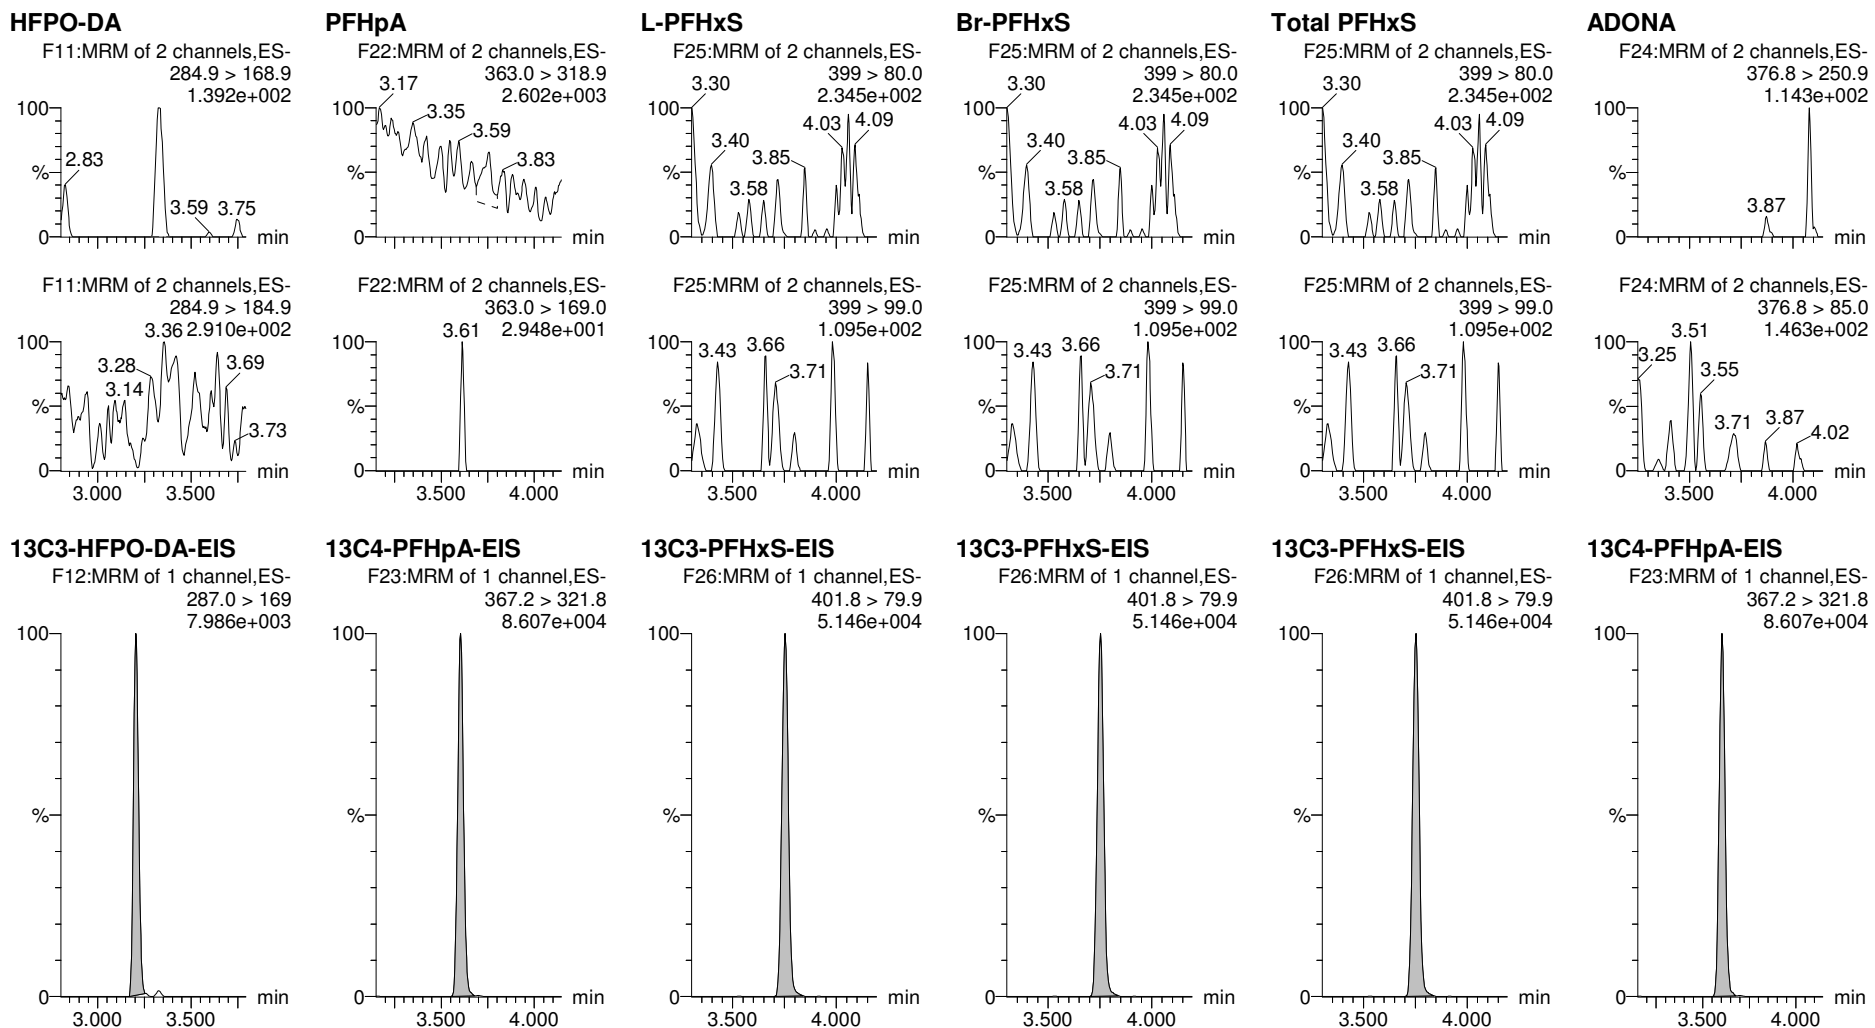 HFPO-DA
F11:MRM of 2 channels,ES-
284.9 > 168.9
1.392e+002
100
%
0
2.83
3.59
3.75
min
F11:MRM of 2 channels,ES-
284.9 > 184.9
3.36 2.910e+002
100
%
0
3.28
3.14
3.69
3.73
min
3.000 3.500
PFHpA
F22:MRM of 2 channels,ES-
363.0 > 318.9
2.602e+003
3.17
100
3.35
3.59
3.83
%
0
min
F22:MRM of 2 channels,ES-
363.0 > 169.0
3.61 2.948e+001
100
%
0
min
3.500 4.000
L-PFHxS
F25:MRM of 2 channels,ES-
399 > 80.0
2.345e+002
3.30
100
4.03 4.09
3.40
3.85
%
3.58
0
min
F25:MRM of 2 channels,ES-
399 > 99.0
1.095e+002
100
3.43 3.66
3.71
%
0
min
3.500 4.000
Br-PFHxS
F25:MRM of 2 channels,ES-
399 > 80.0
2.345e+002
3.30
100
4.03 4.09
3.40
3.85
%
3.58
0
min
F25:MRM of 2 channels,ES-
399 > 99.0
1.095e+002
100
3.43 3.66
3.71
%
0
min
3.500 4.000
Total PFHxS
F25:MRM of 2 channels,ES-
399 > 80.0
2.345e+002
3.30
100
4.03 4.09
3.40
3.85
%
3.58
0
min
F25:MRM of 2 channels,ES-
399 > 99.0
1.095e+002
100
3.43 3.66
3.71
%
0
min
3.500 4.000
ADONA
F24:MRM of 2 channels,ES-
376.8 > 250.9
1.143e+002
100
%
3.87
0
min
F24:MRM of 2 channels,ES-
376.8 > 85.0
1.463e+002
3.51
100
3.25
3.55
%
3.71
3.87
4.02
0
min
3.500 4.000
13C3-HFPO-DA-EIS
F12:MRM of 1 channel,ES-
287.0 > 169
7.986e+003
100
%
0
min
3.000 3.500
13C4-PFHpA-EIS
F23:MRM of 1 channel,ES-
367.2 > 321.8
8.607e+004
100
%
0
min
3.500 4.000
13C3-PFHxS-EIS
F26:MRM of 1 channel,ES-
401.8 > 79.9
5.146e+004
100
%
0
min
3.500 4.000
13C3-PFHxS-EIS
F26:MRM of 1 channel,ES-
401.8 > 79.9
5.146e+004
100
%
0
min
3.500 4.000
13C3-PFHxS-EIS
F26:MRM of 1 channel,ES-
401.8 > 79.9
5.146e+004
100
%
0
min
3.500 4.000
13C4-PFHpA-EIS
F23:MRM of 1 channel,ES-
367.2 > 321.8
8.607e+004
100
%
0
min
3.500 4.000